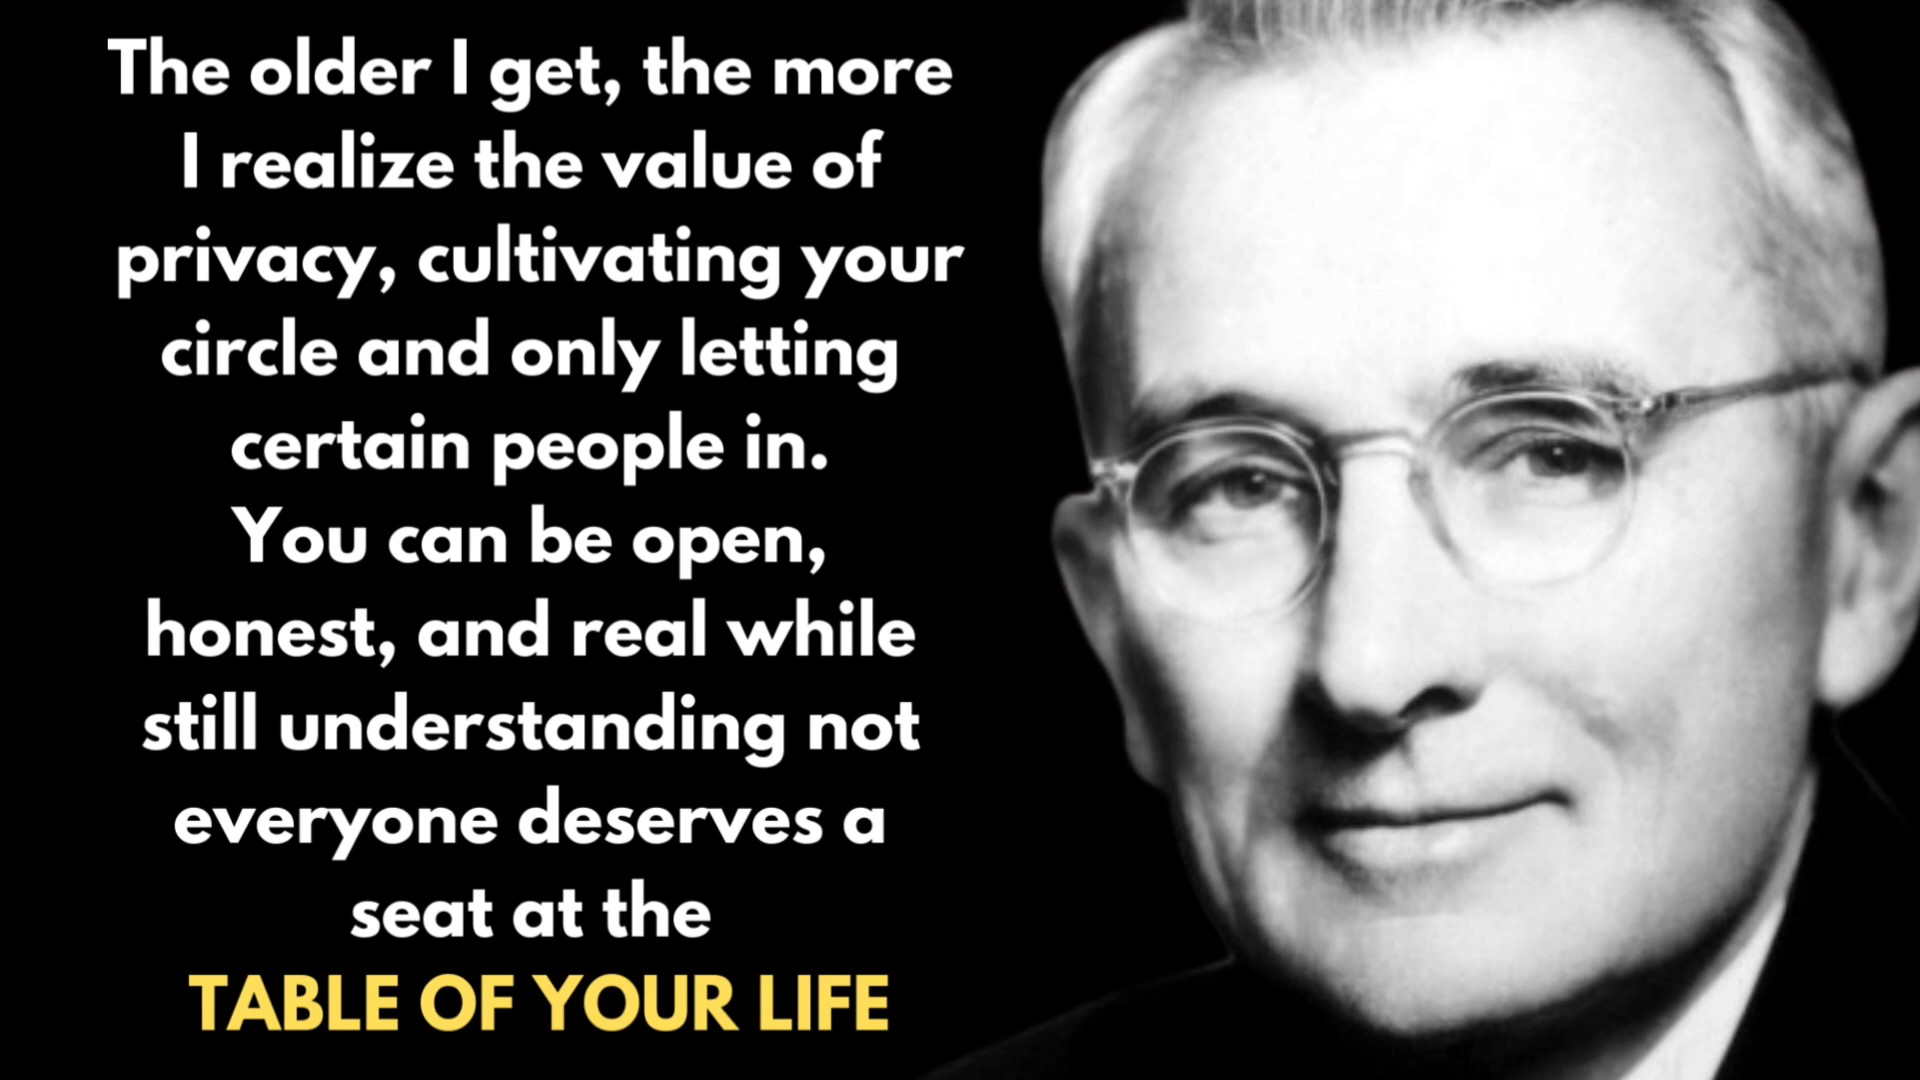 The older I get, the more
I realize the value of
privacy, cultivating your
circle and only letting
certain people in.
You can be open,
honest, and real while
still understanding not
everyone deserves a
seat at the
TABLE OF YOUR LIFE